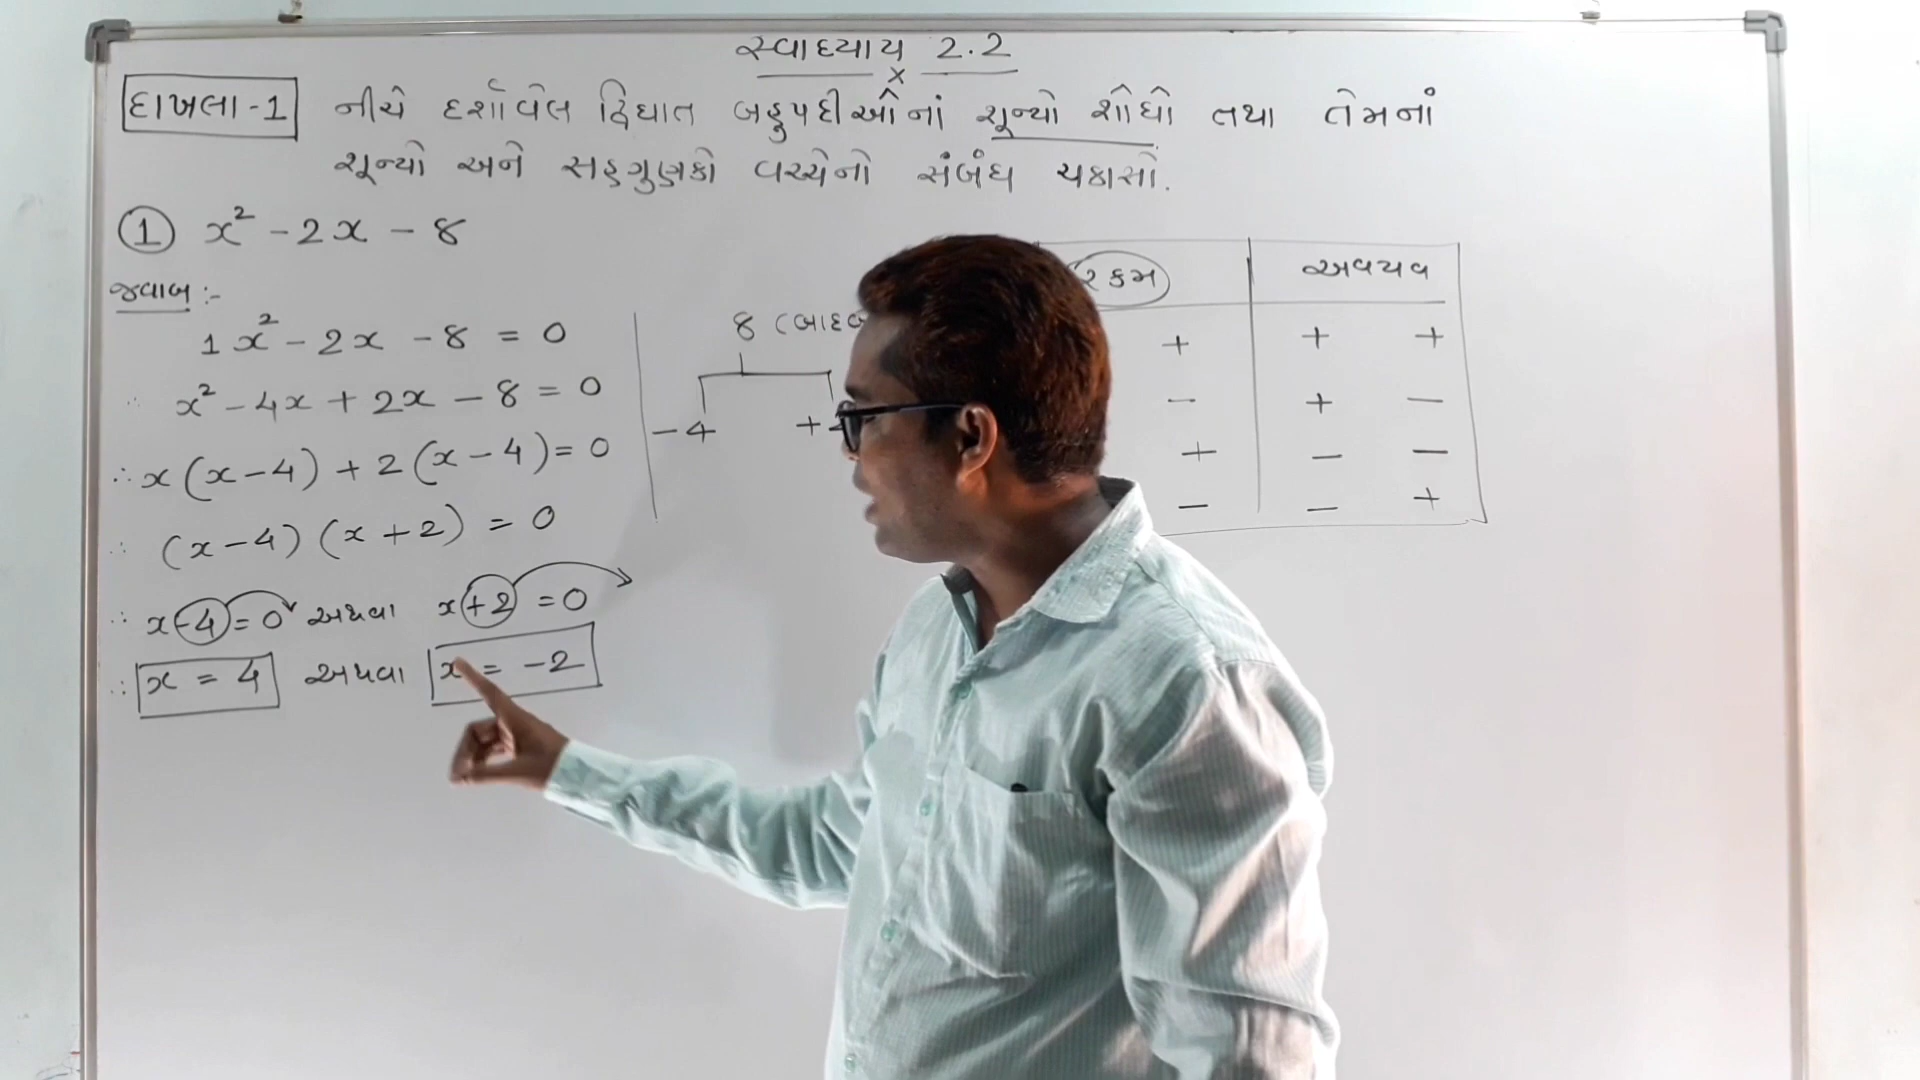 સ્વાધ્યાય 2.2
x
દાખલા-1 નીચે દર્શાવેલ દ્વિઘાત બહુપદીઓનાં શૂન્યો શોધો તથા તેમનાં
શૂન્યો અને સહગુણકો વચ્ચેનો સંબંધ ચકાસો.
① x² - 2x - 8
જવાબ :-
1x² - 2x - 8 = 0
∴ x² - 4x + 2x - 8 = 0
∴ x(x-4) + 2(x-4) = 0
∴ (x-4) (x+2) = 0
∴ x-4=0 અથવા x+2 = 0
∴ x = 4 અથવા x = -2
8
-4 +
રકમ અવયવ
+ + +
- + -
+ - -
- - +